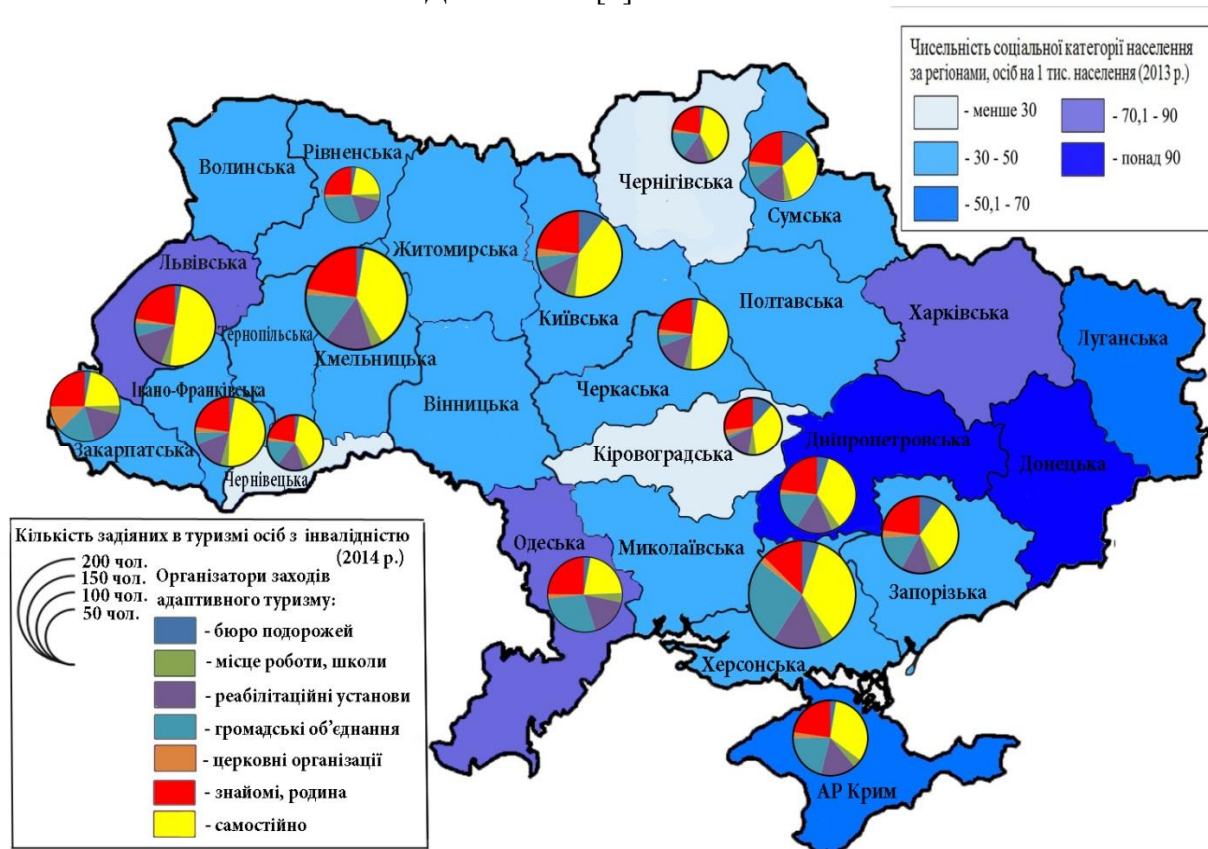 Чисельність соціальної категорії населення
за регіонами, осіб на 1 тис. населення (2013 р.)
- менше 30
- 70,1 - 90
- 30 - 50
- понад 90
- 50,1 - 70
Волинська
Рівненська
Чернігівська
Сумська
Житомирська
Львівська
Київська
Полтавська
Харківська
Луганська
Тернопільська
Хмельницька
Черкаська
Івано-Франківська
Вінницька
Закарпатська
Кіровоградська
Дніпропетровська
Донецька
Чернівецька
Одеська
Миколаївська
Запорізька
Херсонська
АР Крим
Кількість задіяних в туризмі осіб з інвалідністю
(2014 р.)
200 чол.
150 чол.
100 чол.
50 чол.
Організатори заходів
адаптивного туризму:
- бюро подорожей
- місце роботи, школи
- реабілітаційні установи
- громадські об'єднання
- церковні організації
- знайомі, родина
- самостійно